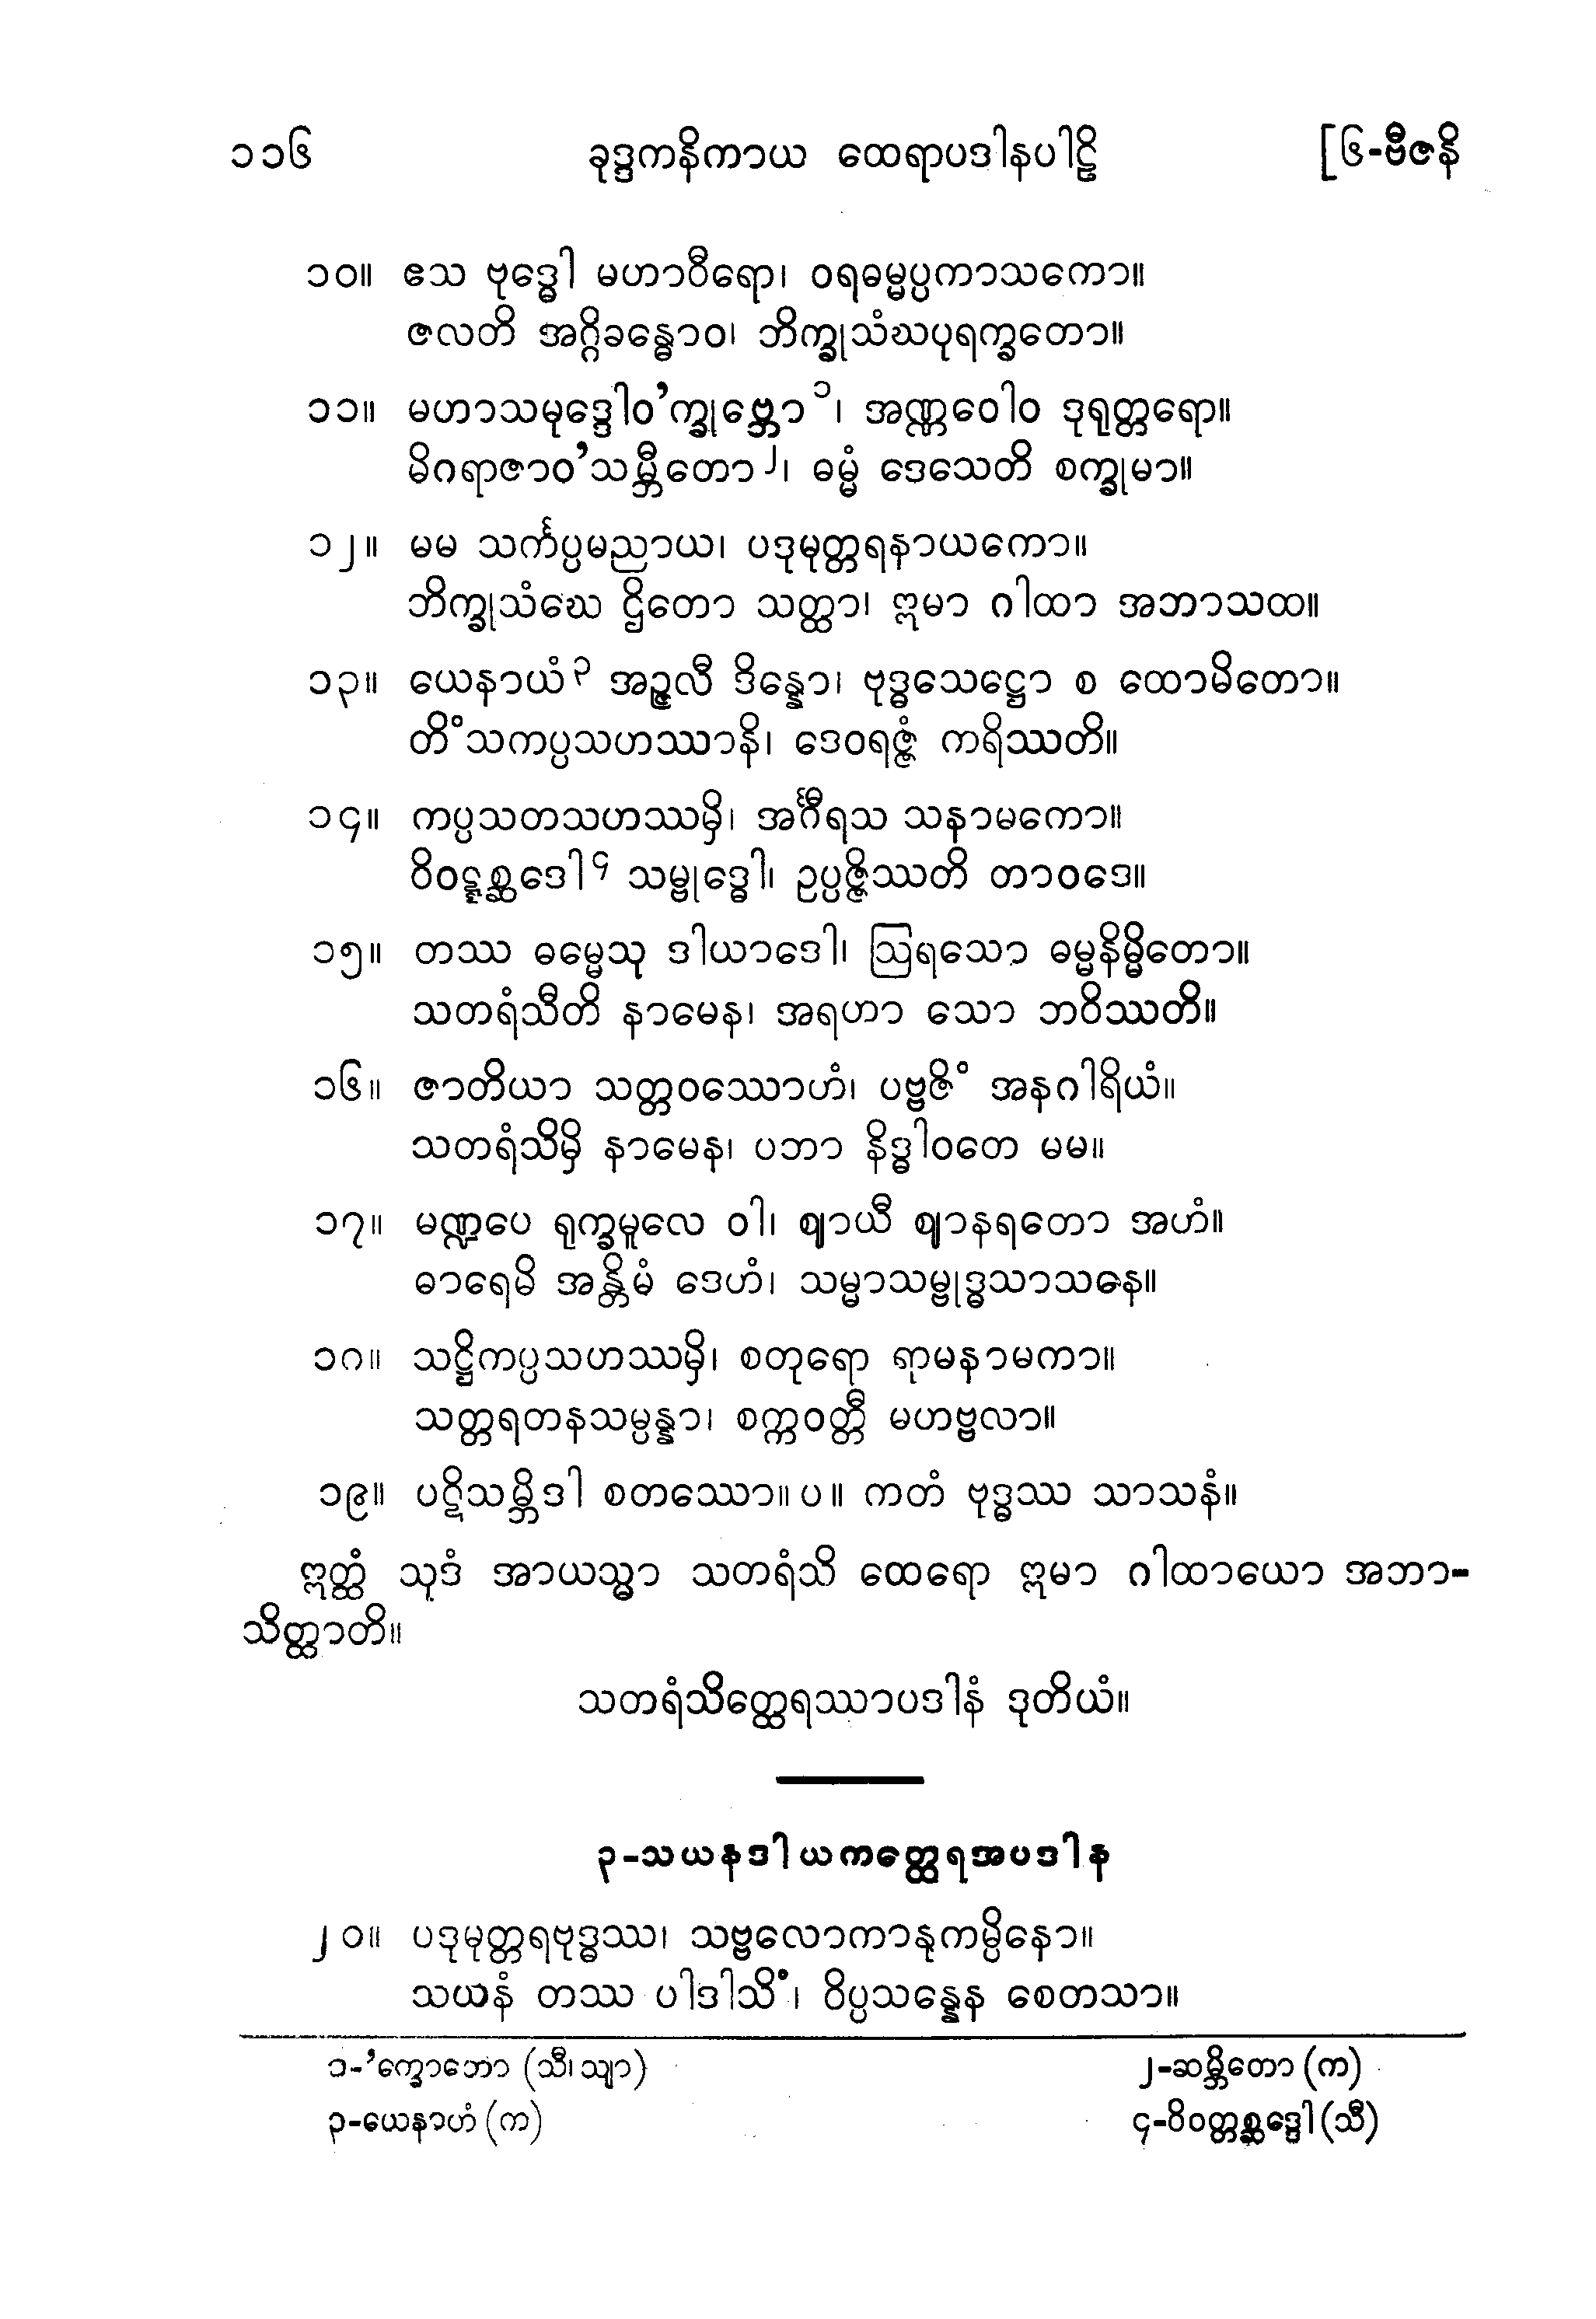 ၁၁၆ ခုဒ္ဒကနိကာယ ထေရာပဒါနပါဠိ [၆-ဗီဇနိ
၁၀။ ဧသ ဗုဒ္ဓေါ မဟာဝီရော၊ ဝရဓမ္မပ္ပကာသကော။
ဇလတိ အဂ္ဂိခန္ဓောဝ၊ ဘိက္ခုသံဃပုရက္ခတော။
၁၁။ မဟာသမုဒ္ဒေါဝ’က္ခုဗ္ဘော၁၊ အဏ္ဏဝေါဝ ဒုရုတ္တရော။
မိဂရာဇာဝ’သမ္ဘီတော၂၊ ဓမ္မံ ဒေသေတိ စက္ခုမာ။
၁၂။ မမ သင်္ကပ္ပမညာယ၊ ပဒုမုတ္တရနာယကော။
ဘိက္ခုသံဃေ ဌိတော သတ္ထာ၊ ဣမာ ဂါထာ အဘာသထ။
၁၃။ ယေနာယံ၃ အဉ္ဇလီ ဒိန္နော၊ ဗုဒ္ဓသေဋ္ဌော စ ထောမိတော။
တိံသကပ္ပသဟဿာနိ၊ ဒေဝရဇ္ဇံ ကရိဿတိ။
၁၄။ ကပ္ပသတသဟဿမှိ၊ အင်္ဂီရသ သနာမကော။
ဝိဝဋ္ဋစ္ဆဒေါ၄ သမ္ဗုဒ္ဓေါ၊ ဥပ္ပဇ္ဇိဿတိ တာဝဒေ။
၁၅။ တဿ ဓမ္မေသု ဒါယာဒေါ၊ ဩရသော ဓမ္မနိမ္မိတော။
သတရံသီတိ နာမေန၊ အရဟာ သော ဘဝိဿတိ။
၁၆။ ဇာတိယာ သတ္တဝဿောဟံ၊ ပဗ္ဗဇိံ အနဂါရိယံ။
သတရံသိမှိ နာမေန၊ ပဘာ နိဒ္ဓါဝတေ မမ။
၁၇။ မဏ္ဍပေ ရုက္ခမူလေ ဝါ၊ ဈာယီ ဈာနရတော အဟံ။
ဓာရေမိ အန္တိမံ ဒေဟံ၊ သမ္မာသမ္ဗုဒ္ဓသာသနေ။
၁၈။ သဋ္ဌိကပ္ပသဟဿမှိ၊ စတုရော ရာမနာမကာ။
သတ္တရတနသမ္ပန္နာ၊ စက္ကဝတ္တီ မဟဗ္ဗလာ။
၁၉။ ပဋိသမ္ဘိဒါ စတဿော။ ပ။ ကတံ ဗုဒ္ဓဿ သာသနံ။
ဣတ္ထံ သုဒံ အာယသ္မာ သတရံသိ ထေရော ဣမာ ဂါထာယော အဘာ-
သိတ္ထာတိ။
သတရံသိတ္ထေရဿာပဒါနံ ဒုတိယံ။
၃-သယနဒါယကတ္ထေရအပဒါန
၂၀။ ပဒုမုတ္တရဗုဒ္ဓဿ၊ သဗ္ဗလောကာနုကမ္ပိနော။
သယနံ တဿ ပါဒါသိံ၊ ဝိပ္ပသန္နေန စေတသာ။
၁-’က္ခောဘော (သီ၊ သျာ) ၂-ဆမ္ဘိတော (က)
၃-ယေနာဟံ (က) ၄-ဝိဝတ္တစ္ဆဒ္ဒေါ (သီ)